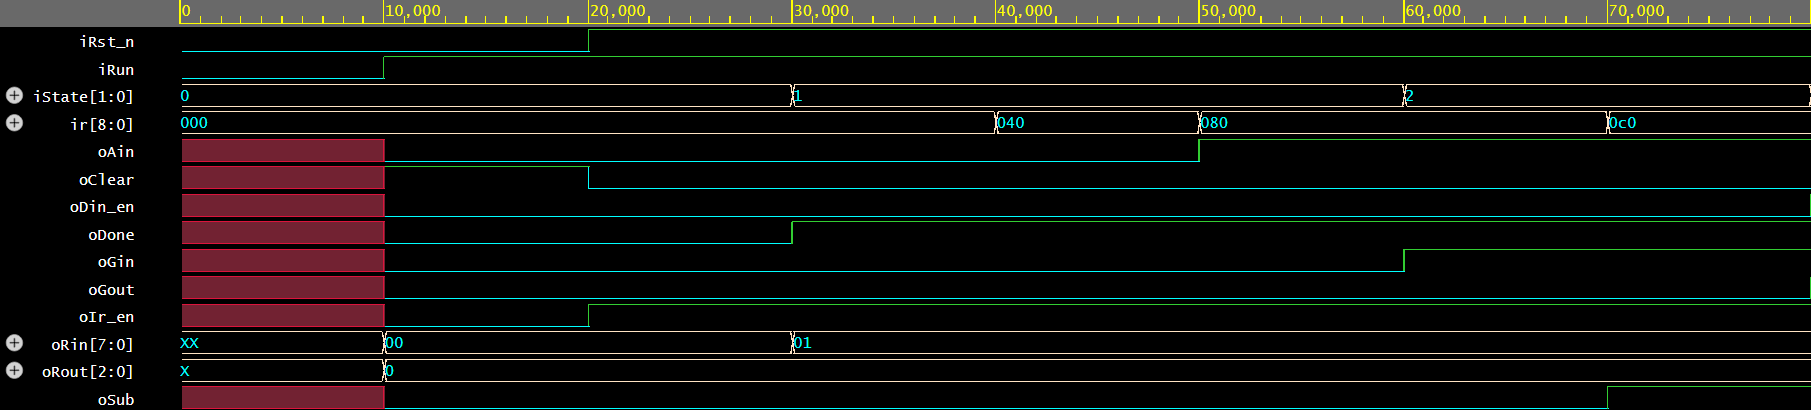 0 10,000 20,000 30,000 40,000 50,000 60,000 70,000
iRst_n
iRun
iState[1:0] 0 1 2
ir[8:0] 000 040 080 0c0
oAin
oClear
oDin_en
oDone
oGin
oGout
oIr_en
oRin[7:0] XX 00 01
oRout[2:0] X 0
oSub